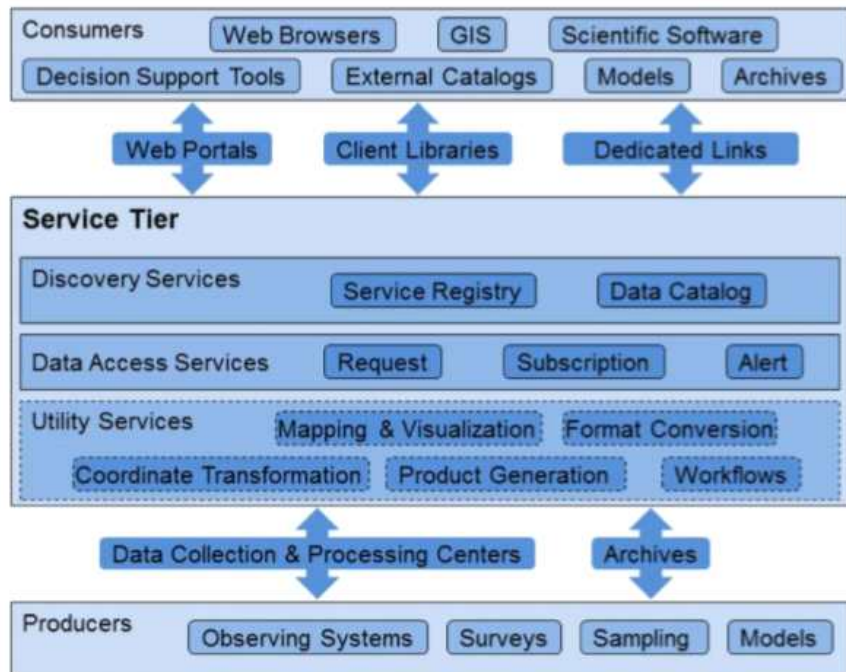 Consumers
Web Browsers
GIS
Scientific Software
Decision Support Tools
External Catalogs
Models
Archives
Web Portals
Client Libraries
Dedicated Links
Service Tier
Discovery Services
Service Registry
Data Catalog
Data Access Services
Request
Subscription
Alert
Utility Services
Mapping & Visualization
Format Conversion
Coordinate Transformation
Product Generation
Workflows
Data Collection & Processing Centers
Archives
Producers
Observing Systems
Surveys
Sampling
Models